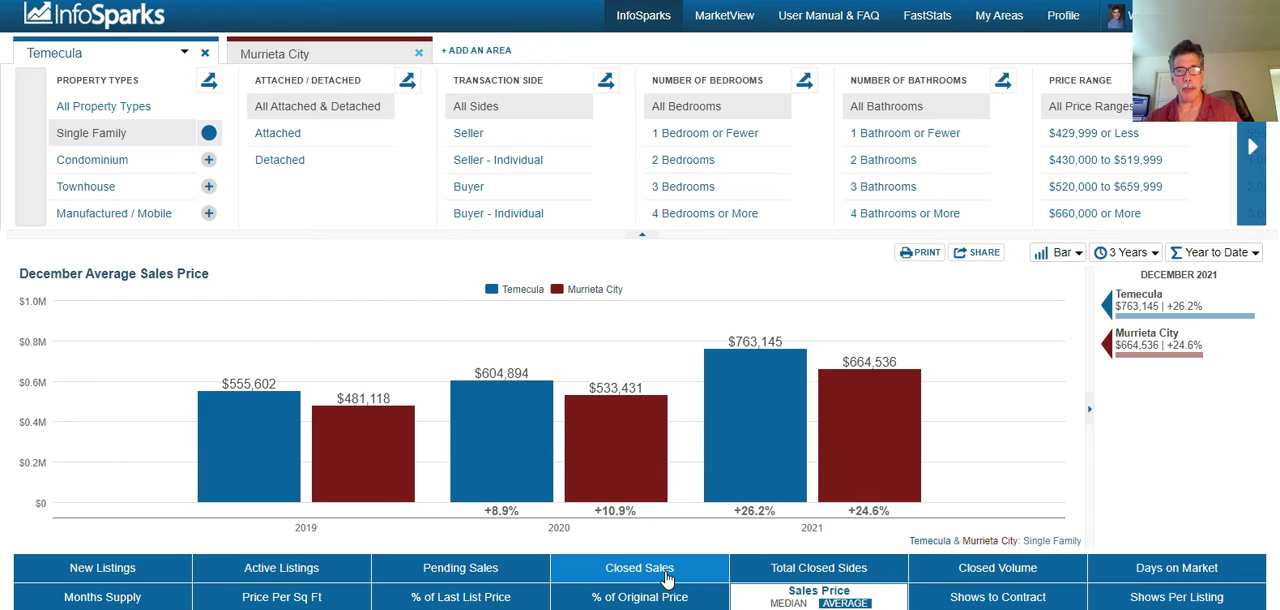 InfoSparks
InfoSparks MarketView User Manual & FAQ FastStats My Areas Profile
Temecula Murrieta City + ADD AN AREA
PROPERTY TYPES
All Property Types
Single Family
Condominium
Townhouse
Manufactured / Mobile
ATTACHED / DETACHED
All Attached & Detached
Attached
Detached
TRANSACTION SIDE
All Sides
Seller
Seller - Individual
Buyer
Buyer - Individual
NUMBER OF BEDROOMS
All Bedrooms
1 Bedroom or Fewer
2 Bedrooms
3 Bedrooms
4 Bedrooms or More
NUMBER OF BATHROOMS
All Bathrooms
1 Bathroom or Fewer
2 Bathrooms
3 Bathrooms
4 Bathrooms or More
PRICE RANGE
All Price Ranges
$429,999 or Less
$430,000 to $519,999
$520,000 to $659,999
$660,000 or More
PRINT SHARE Bar 3 Years Year to Date
December Average Sales Price
Temecula Murrieta City
$1.0M
$0.8M
$0.6M
$0.4M
$0.2M
$0
$555,602
$481,118
$604,894
$533,431
$763,145
$664,536
+8.9% +10.9% +26.2% +24.6%
2019 2020 2021
DECEMBER 2021
Temecula
$763,145 | +26.2%
Murrieta City
$664,536 | +24.6%
Temecula & Murrieta City: Single Family
New Listings Active Listings Pending Sales Closed Sales Total Closed Sides Closed Volume Days on Market
Months Supply Price Per Sq Ft % of Last List Price % of Original Price Sales Price Shows to Contract Shows Per Listing
MEDIAN AVERAGE